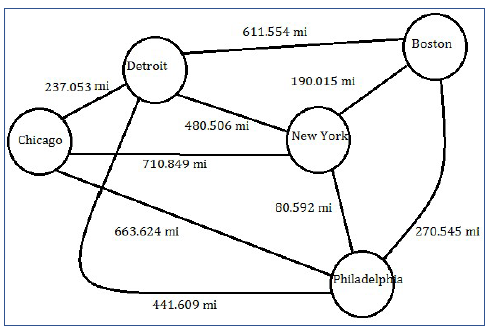 611.554 mi
Boston
Detroit
237.053 mi
190.015 mi
480.506 mi
Chicago
New York
710.849 mi
80.592 mi
663.624 mi
270.545 mi
Philadelphia
441.609 mi